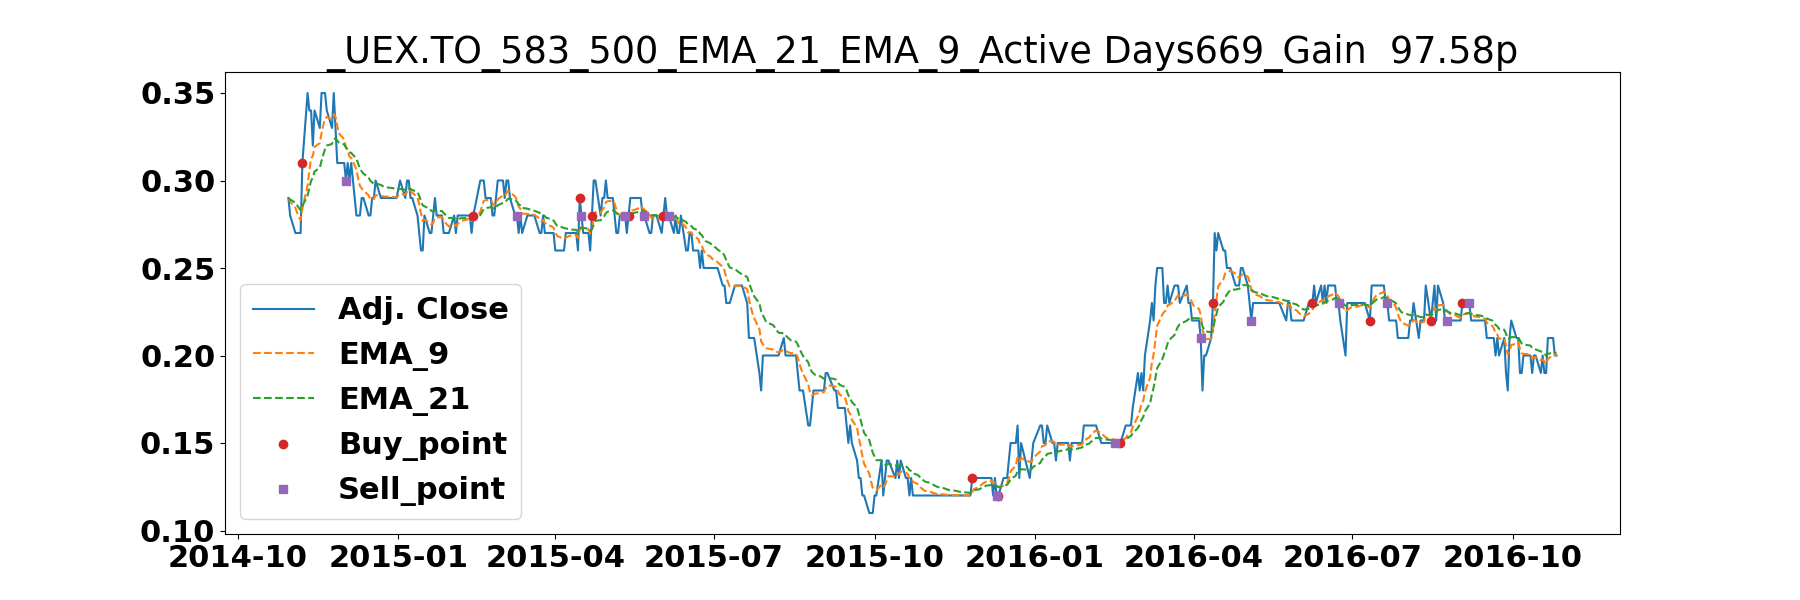 _UEX.TO_583_500_EMA_21_EMA_9_Active Days669_Gain  97.58p
0.35
0.30
0.25
0.20
0.15
0.10
Adj. Close
EMA_9
EMA_21
Buy_point
Sell_point
2014-10 2015-01 2015-04 2015-07 2015-10 2016-01 2016-04 2016-07 2016-10